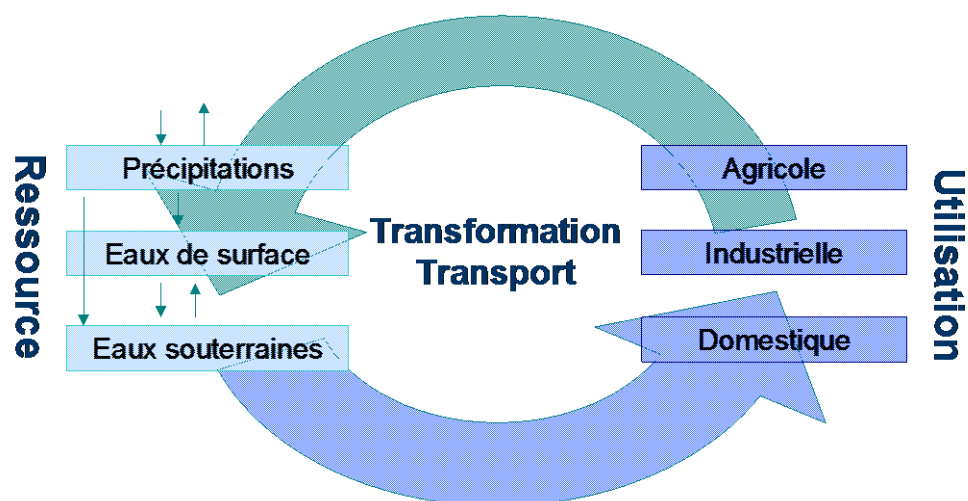 Ressource
Précipitations
Eaux de surface
Eaux souterraines
Transformation
Transport
Agricole
Industrielle
Domestique
Utilisation